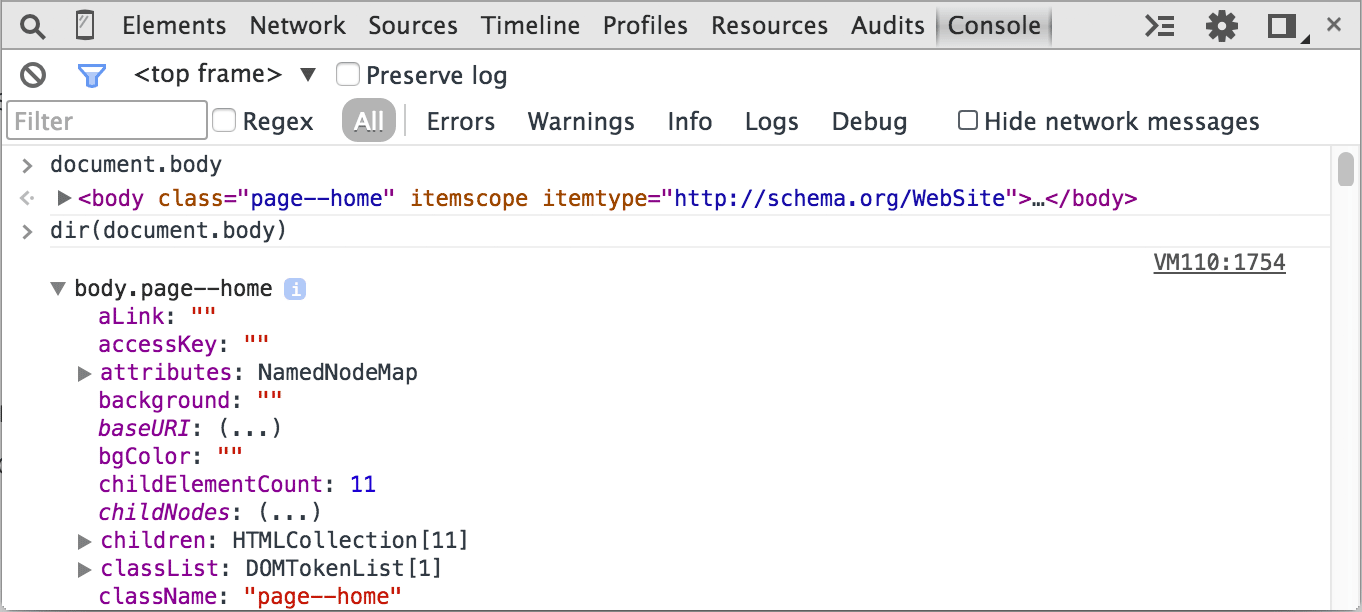 Elements Network Sources Timeline Profiles Resources Audits Console
<top frame> ▼ Preserve log
Filter Regex All Errors Warnings Info Logs Debug Hide network messages
document.body
<body class="page--home" itemscope itemtype="http://schema.org/WebSite">…</body>
dir(document.body)
VM110:1754
body.page--home i
aLink: ""
accessKey: ""
attributes: NamedNodeMap
background: ""
baseURI: (...)
bgColor: ""
childElementCount: 11
childNodes: (...)
children: HTMLCollection[11]
classList: DOMTokenList[1]
className: "page--home"